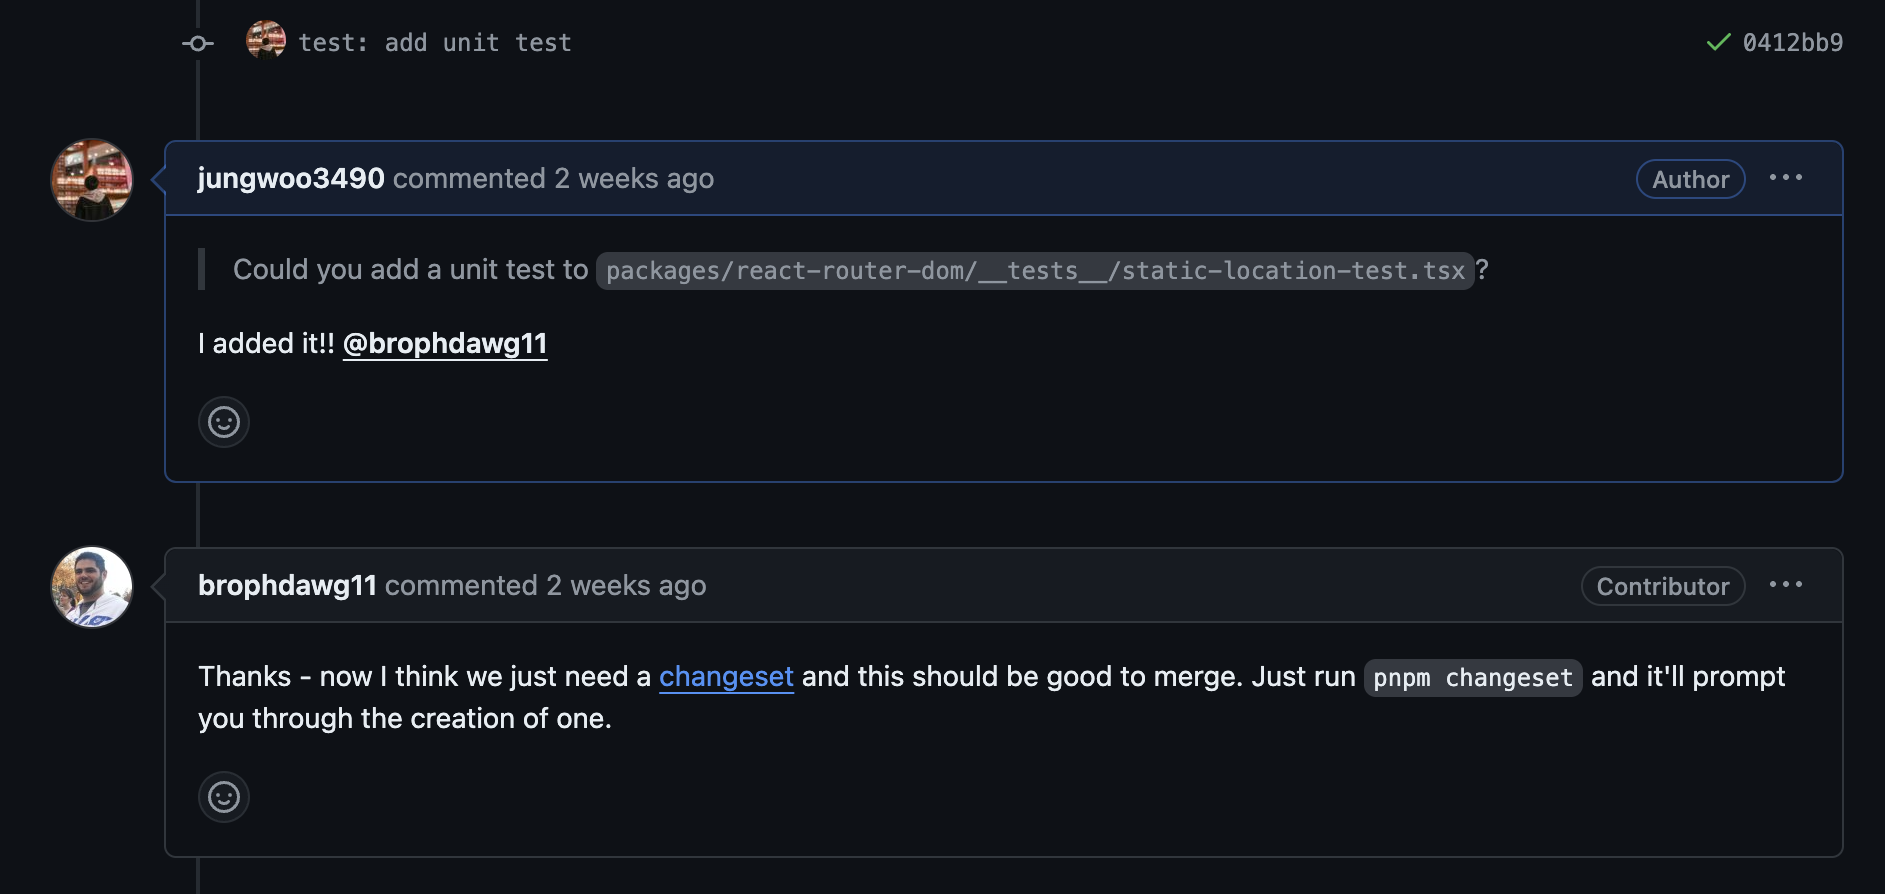 test: add unit test 0412bb9
jungwoo3490 commented 2 weeks ago Author
Could you add a unit test to packages/react-router-dom/__tests__/static-location-test.tsx?
I added it!! @brophdawg11
brophdawg11 commented 2 weeks ago Contributor
Thanks - now I think we just need a changeset and this should be good to merge. Just run pnpm changeset and it'll prompt
you through the creation of one.